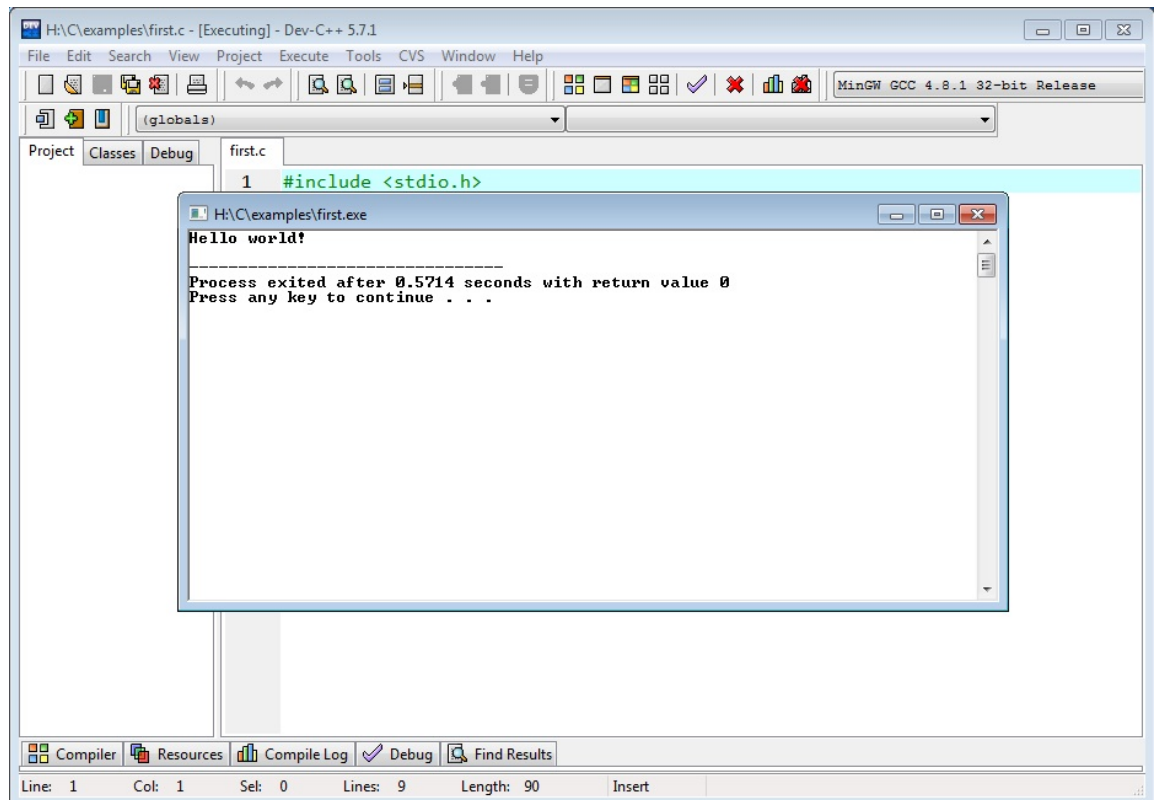 H:\C\examples\first.c - [Executing] - Dev-C++ 5.7.1
File Edit Search View Project Execute Tools CVS Window Help
MinGW GCC 4.8.1 32-bit Release
(globals)
Project Classes Debug
first.c
1 #include <stdio.h>
H:\C\examples\first.exe
Hello world!
--------------------------------
Process exited after 0.5714 seconds with return value 0
Press any key to continue . . .
Compiler Resources Compile Log Debug Find Results
Line: 1 Col: 1 Sel: 0 Lines: 9 Length: 90 Insert